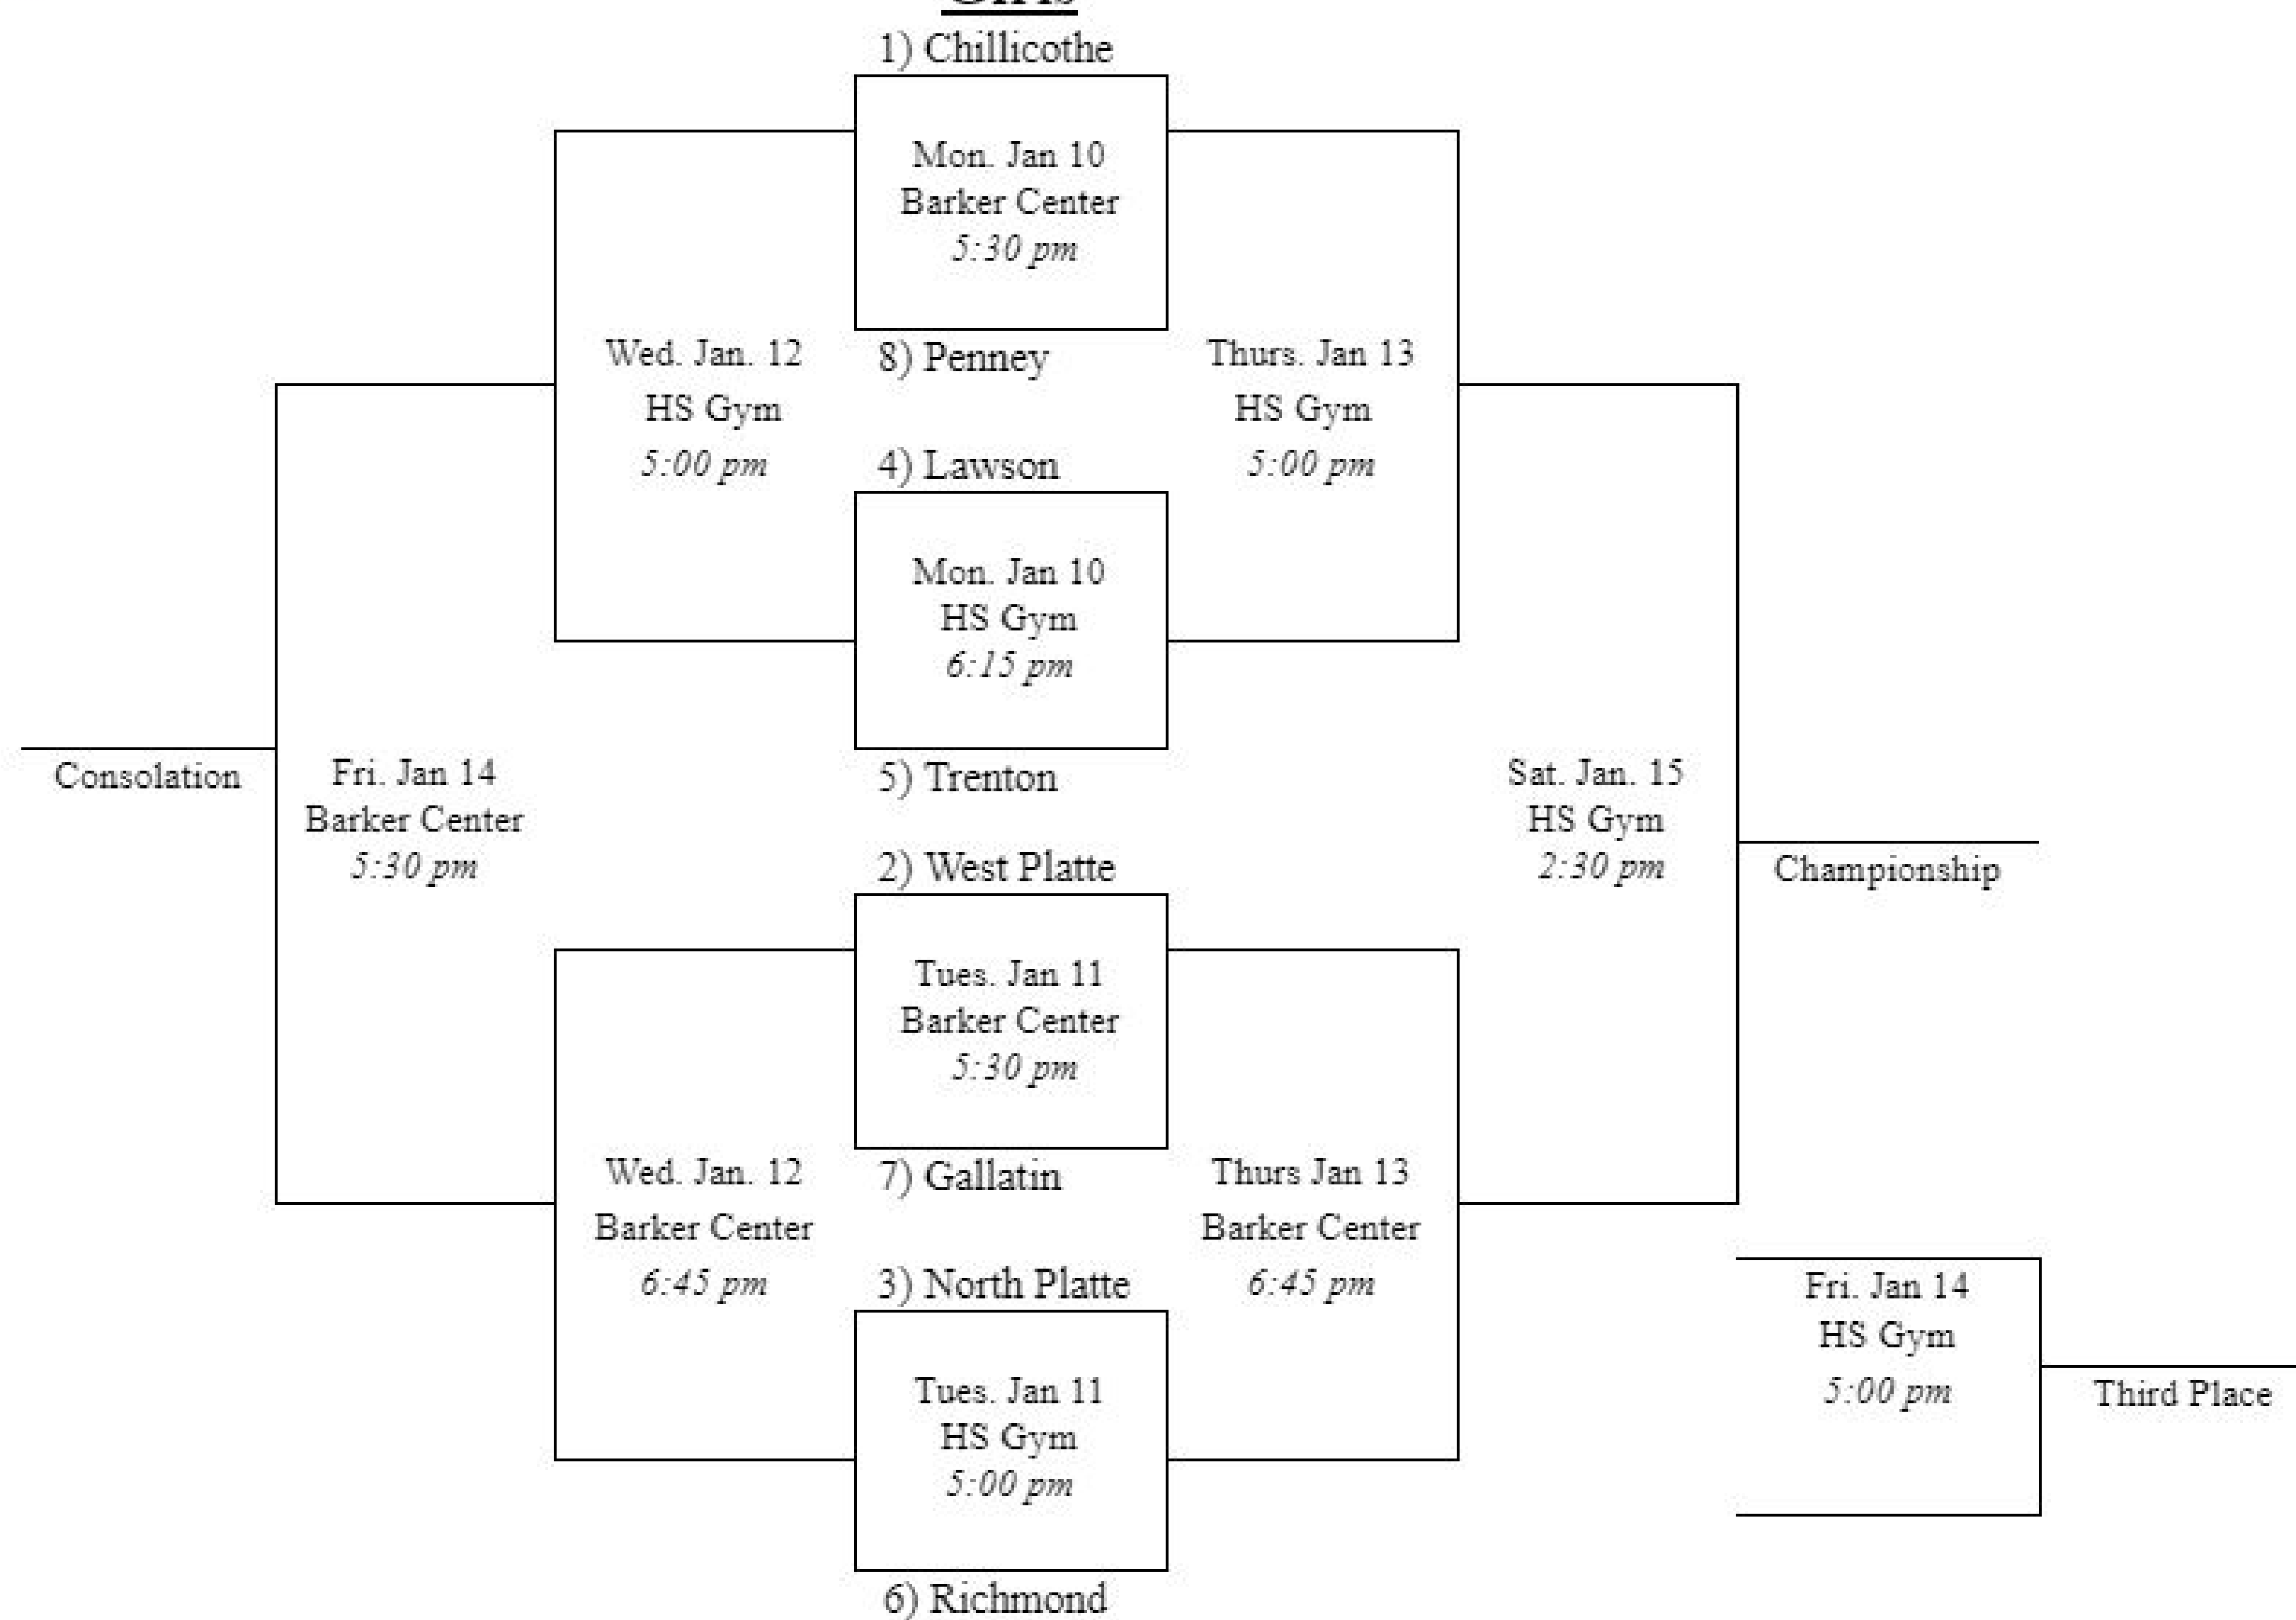 1) Chillicothe
Mon. Jan 10
Barker Center
5:30 pm
8) Penney
Wed. Jan. 12
HS Gym
5:00 pm
Thurs. Jan 13
HS Gym
5:00 pm
4) Lawson
Mon. Jan 10
HS Gym
6:15 pm
5) Trenton
Consolation
Fri. Jan 14
Barker Center
5:30 pm
Sat. Jan. 15
HS Gym
2:30 pm
Championship
2) West Platte
Tues. Jan 11
Barker Center
5:30 pm
7) Gallatin
Wed. Jan. 12
Barker Center
6:45 pm
Thurs Jan 13
Barker Center
6:45 pm
3) North Platte
Tues. Jan 11
HS Gym
5:00 pm
6) Richmond
Fri. Jan 14
HS Gym
5:00 pm
Third Place